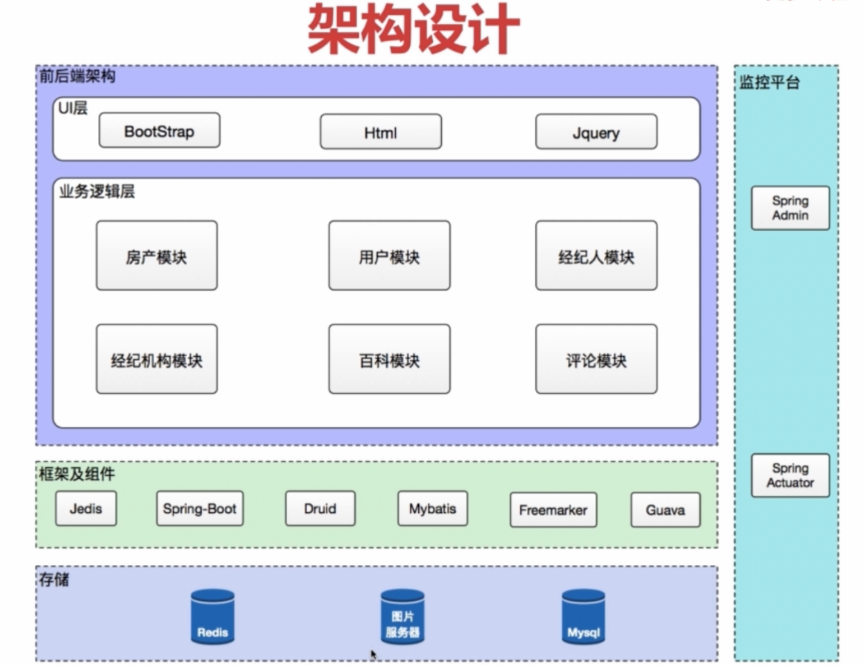 架构设计
前后端架构
UI层
BootStrap
Html
Jquery
业务逻辑层
房产模块
用户模块
经纪人模块
经纪机构模块
百科模块
评论模块
框架及组件
Jedis
Spring-Boot
Druid
Mybatis
Freemarker
Guava
存储
Redis
图片
服务器
Mysql
监控平台
Spring
Admin
Spring
Actuator